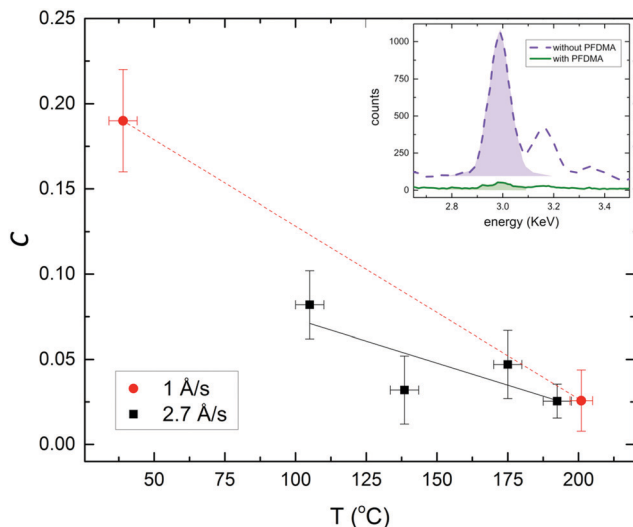 0.25
0.20
0.15
0.10
0.05
0.00
C
50
75
100
125
150
175
200
T (°C)
1 Å/s
2.7 Å/s
1000
750
500
250
0
counts
2.8
3.0
3.2
3.4
energy (KeV)
without PFDMA
with PFDMA